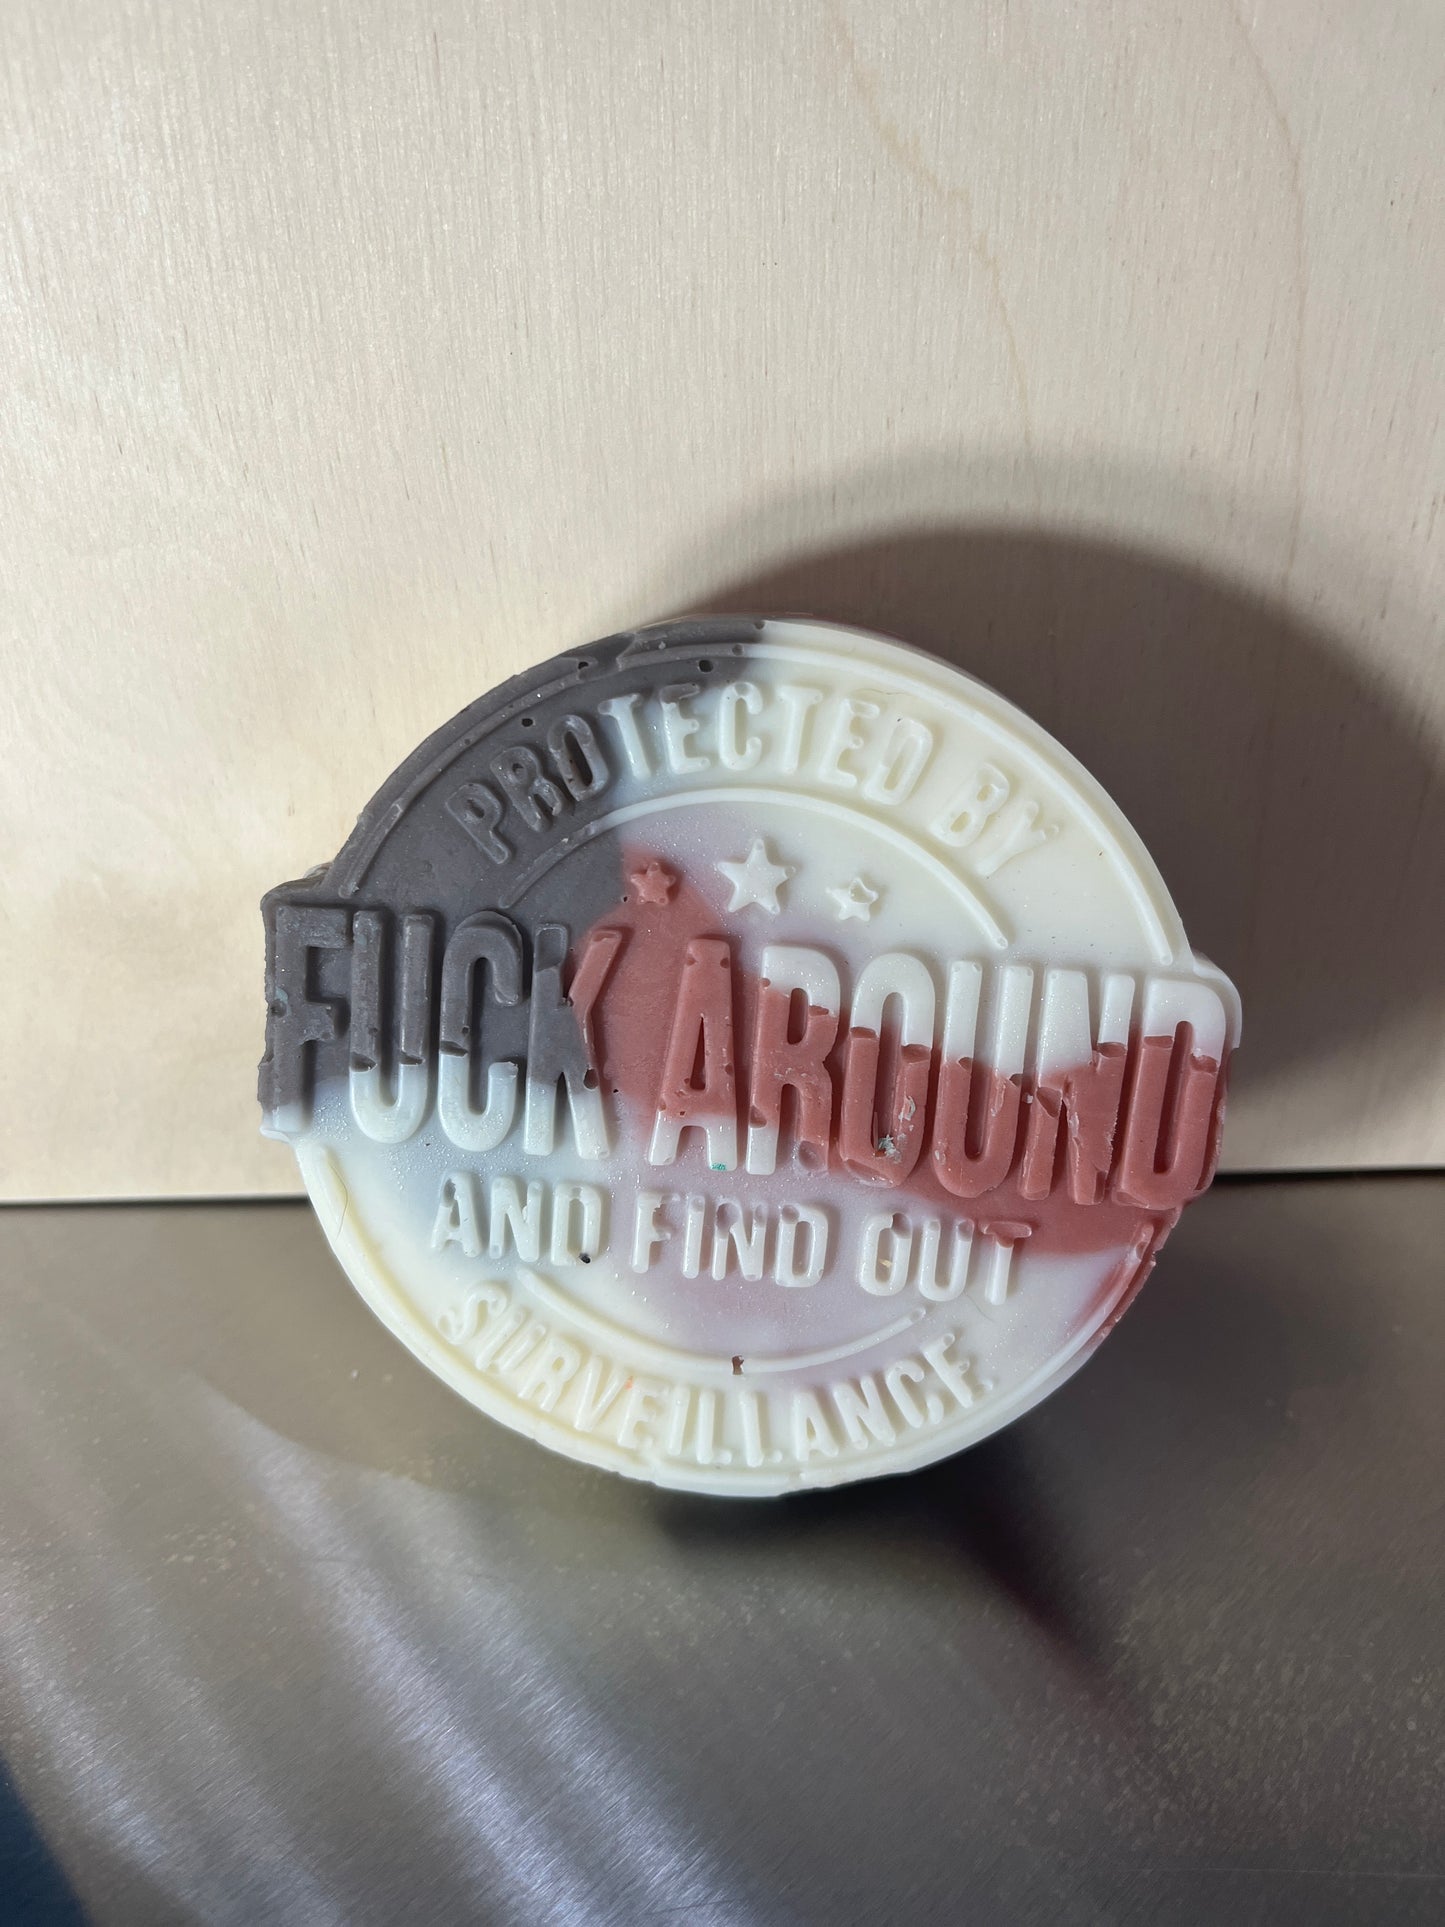 PROTECTED BY
FUCK AROUND
AND FIND OUT
SURVEILLANCE